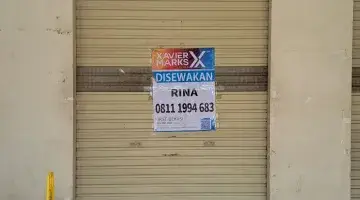 XAVIER
MARKS X
DISEWAKAN
RINA
0811 1994 683